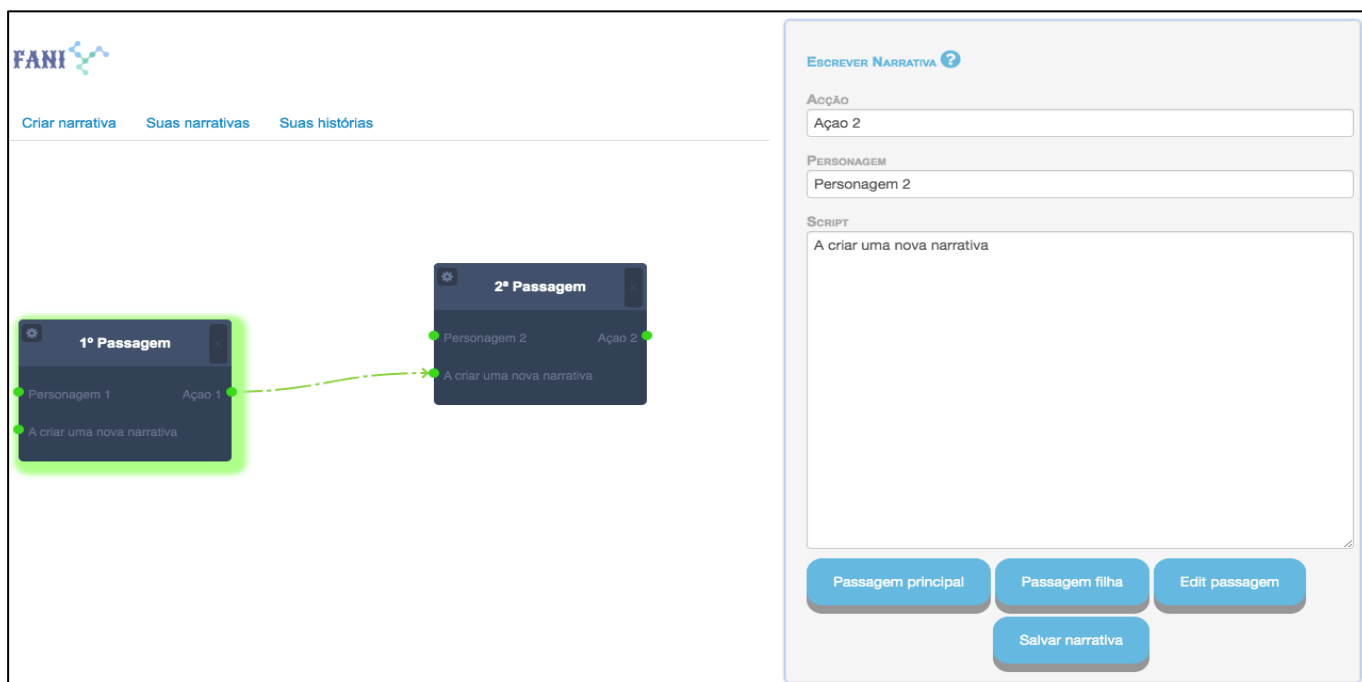 FANI
Criar narrativa Suas narrativas Suas histórias
1º Passagem x
Personagem 1 Açao 1
A criar uma nova narrativa
2ª Passagem x
Personagem 2 Açao 2
A criar uma nova narrativa
Escrever Narrativa ?
Acção
Açao 2
Personagem
Personagem 2
Script
A criar uma nova narrativa
Passagem principal Passagem filha Edit passagem
Salvar narrativa